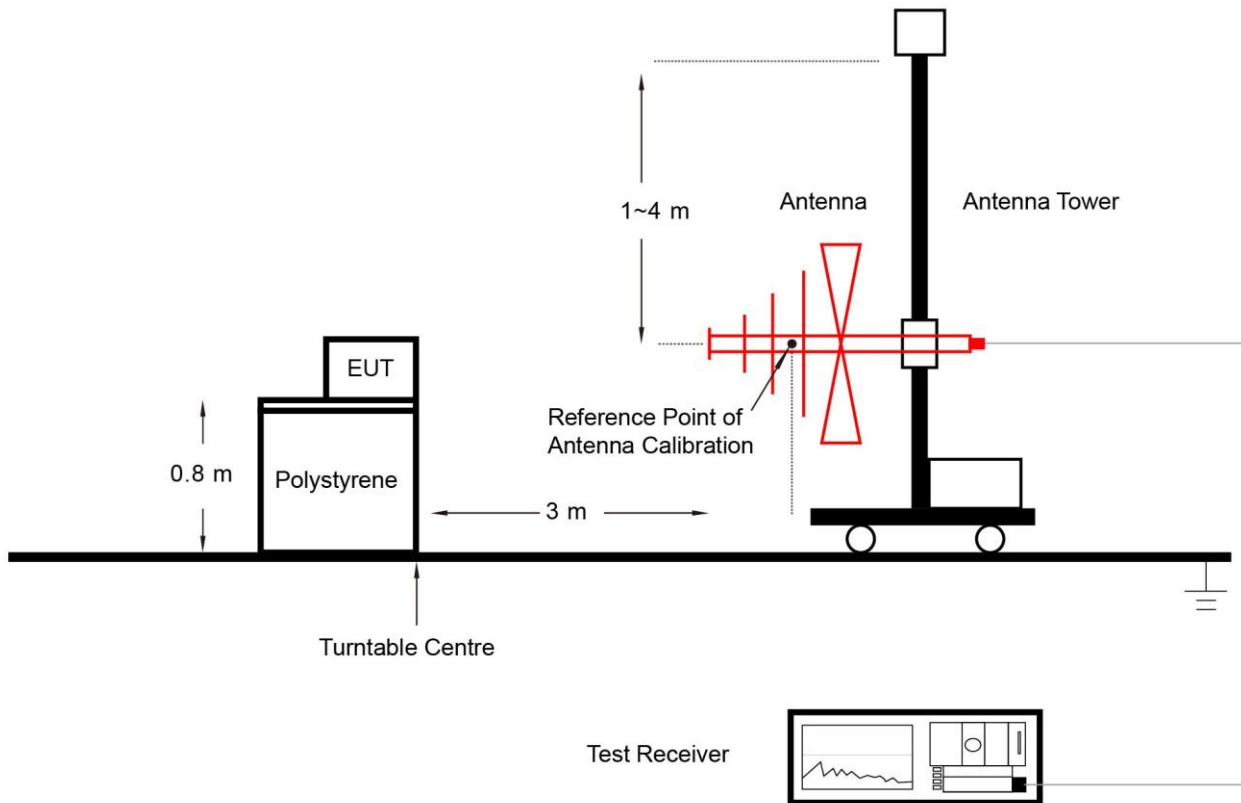 1~4 m
Antenna
Antenna Tower
EUT
Reference Point of
Antenna Calibration
0.8 m
Polystyrene
3 m
Turntable Centre
Test Receiver